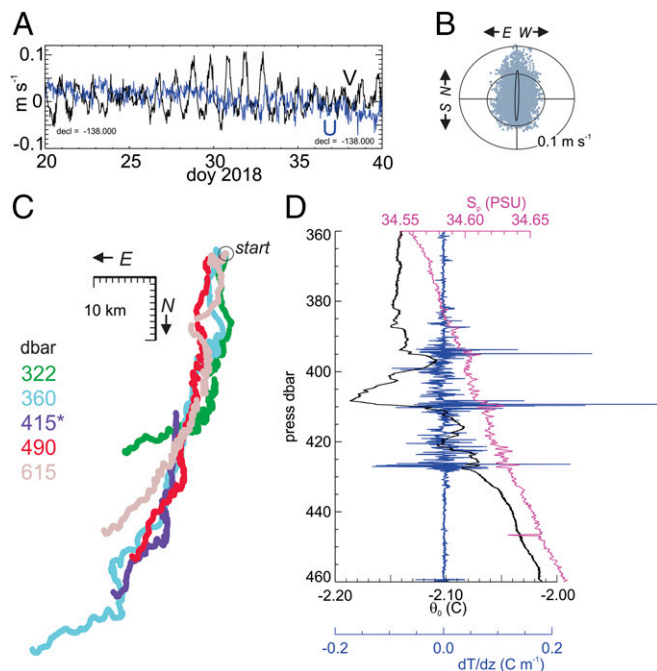 A
0.1
0
-0.1
m s⁻¹
V
U
decl = -138.000
decl = -138.000
20 25 30 35 40
doy 2018
B
E W
S N
0.1 m s⁻¹
C
E
start
10 km
N
dbar
322
360
415*
490
615
D
Sₚ (PSU)
34.55 34.60 34.65
360
380
400
420
440
460
press dbar
-2.20 -2.10 -2.00
θ₀ (C)
-0.2 0.0 0.2
dT/dz (C m⁻¹)